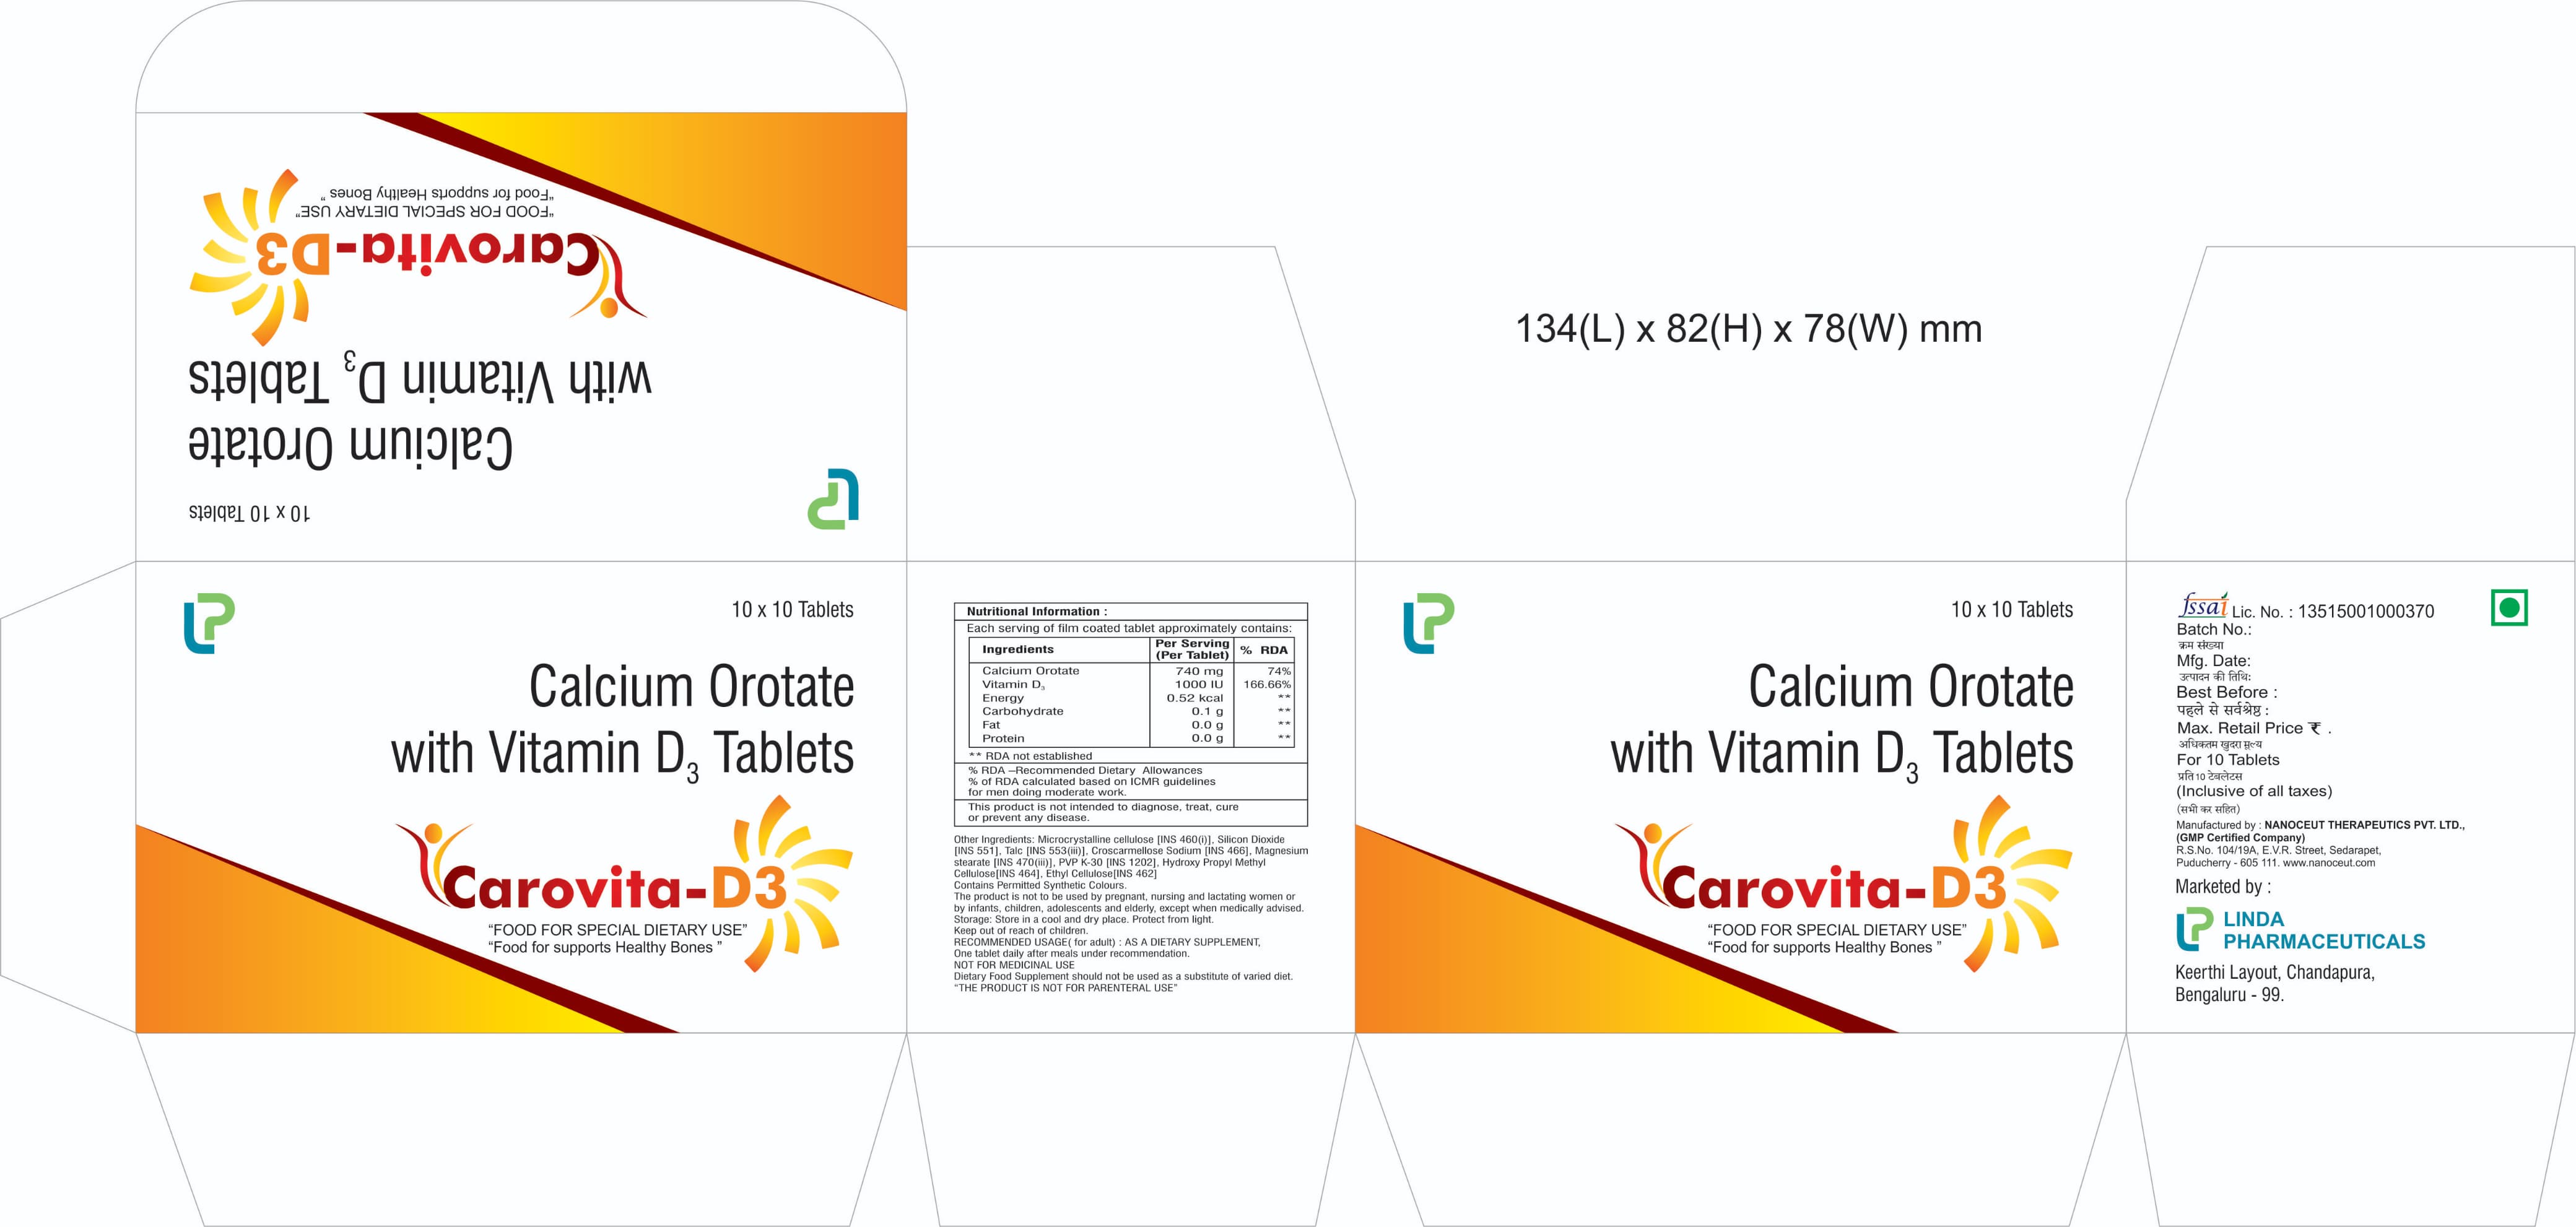 "Food for supports Healthy Bones "
"FOOD FOR SPECIAL DIETARY USE"
Carovita-D3
with Vitamin D3 Tablets
Calcium Orotate
10 x 10 Tablets
LP
134(L) x 82(H) x 78(W) mm
LP
10 x 10 Tablets
Calcium Orotate
with Vitamin D3 Tablets
Carovita-D3
“FOOD FOR SPECIAL DIETARY USE”
“Food for supports Healthy Bones ”
Nutritional Information :
Each serving of film coated tablet approximately contains:
Ingredients Per Serving (Per Tablet) % RDA
Calcium Orotate 740 mg 74%
Vitamin D3 1000 IU 166.66%
Energy 0.52 kcal **
Carbohydrate 0.1 g **
Fat 0.0 g **
Protein 0.0 g **
** RDA not established
% RDA –Recommended Dietary Allowances
% of RDA calculated based on ICMR guidelines
for men doing moderate work.
This product is not intended to diagnose, treat, cure
or prevent any disease.
Other Ingredients: Microcrystalline cellulose [INS 460(i)], Silicon Dioxide
[INS 551], Talc [INS 553(iii)], Croscarmellose Sodium [INS 466], Magnesium
stearate [INS 470(iii)], PVP K-30 [INS 1202], Hydroxy Propyl Methyl
Cellulose[INS 464], Ethyl Cellulose[INS 462]
Contains Permitted Synthetic Colours.
The product is not to be used by pregnant, nursing and lactating women or
by infants, children, adolescents and elderly, except when medically advised.
Storage: Store in a cool and dry place. Protect from light.
Keep out of reach of children.
RECOMMENDED USAGE( for adult) : AS A DIETARY SUPPLEMENT,
One tablet daily after meals under recommendation.
NOT FOR MEDICINAL USE
Dietary Food Supplement should not be used as a substitute of varied diet.
“THE PRODUCT IS NOT FOR PARENTERAL USE”
LP
10 x 10 Tablets
Calcium Orotate
with Vitamin D3 Tablets
Carovita-D3
“FOOD FOR SPECIAL DIETARY USE”
“Food for supports Healthy Bones ”
fssai Lic. No. : 13515001000370
Batch No.:
क्रम संख्या
Mfg. Date:
उत्पादन की तिथि:
Best Before :
पहले से सर्वश्रेष्ठ :
Max. Retail Price ₹ .
अधिकतम खुदरा मूल्य
For 10 Tablets
प्रति 10 टेबलेटस
(Inclusive of all taxes)
(सभी कर सहित)
Manufactured by : NANOCEUT THERAPEUTICS PVT. LTD.,
(GMP Certified Company)
R.S.No. 104/19A, E.V.R. Street, Sedarapet,
Puducherry - 605 111. www.nanoceut.com
Marketed by :
LP LINDA
PHARMACEUTICALS
Keerthi Layout, Chandapura,
Bengaluru - 99.